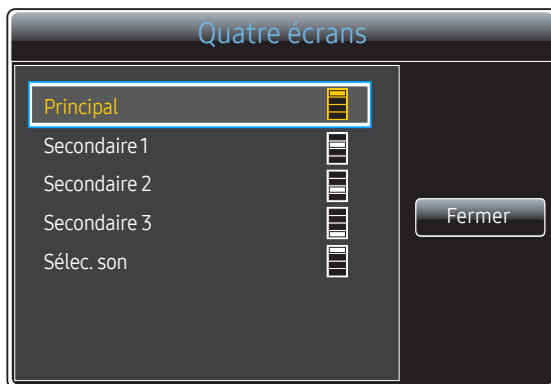 Quatre écrans
Principal
Secondaire 1
Secondaire 2
Fermer
Secondaire 3
Sélec. son